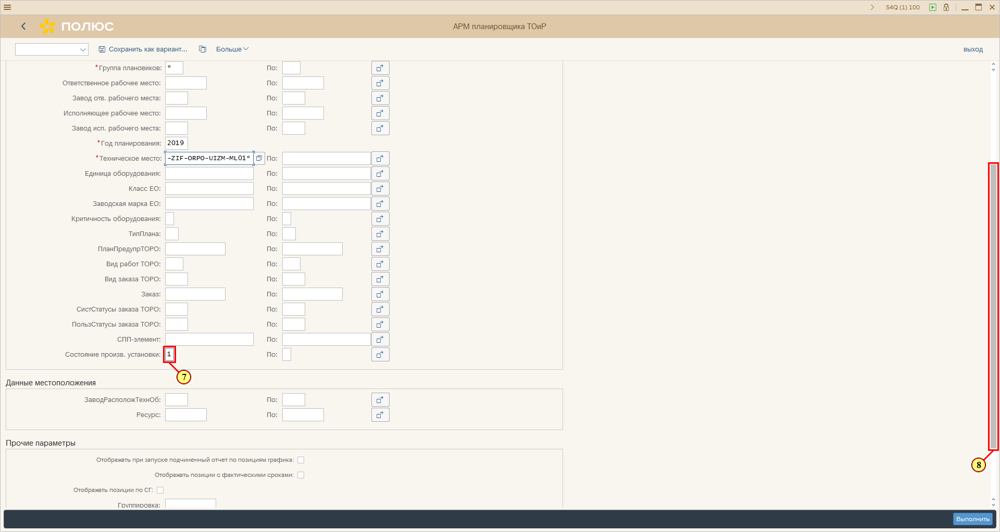 S4Q (1) 100
ПОЛЮС
АРМ планировщика ТОиР
Сохранить как вариант...
Больше
выход
*Группа плановиков: * По:
Ответственное рабочее место: По:
Завод отв. рабочего места: По:
Исполняющее рабочее место: По:
Завод исп. рабочего места: По:
*Год планирования: 2019
*Техническое место: -ZIF-ORPO-UIZM-ML01* По:
Единица оборудования: По:
Класс ЕО: По:
Заводская марка ЕО: По:
Критичность оборудования: По:
ТипПлана: По:
ПланПредупрТОРО: По:
Вид работ ТОРО: По:
Вид заказа ТОРО: По:
Заказ: По:
СистСтатусы заказа ТОРО: По:
ПользСтатусы заказа ТОРО: По:
СПП-элемент: По:
Состояние произв. установки: 1 По:
7
Данные местоположения
ЗаводРасположТехнОб: По:
Ресурс: По:
Прочие параметры
Отображать при запуске подчиненный отчет по позициям графика:
8
Отображать позиции с фактическими сроками:
Отображать позиции по СГ:
Группировка:
Выполнить